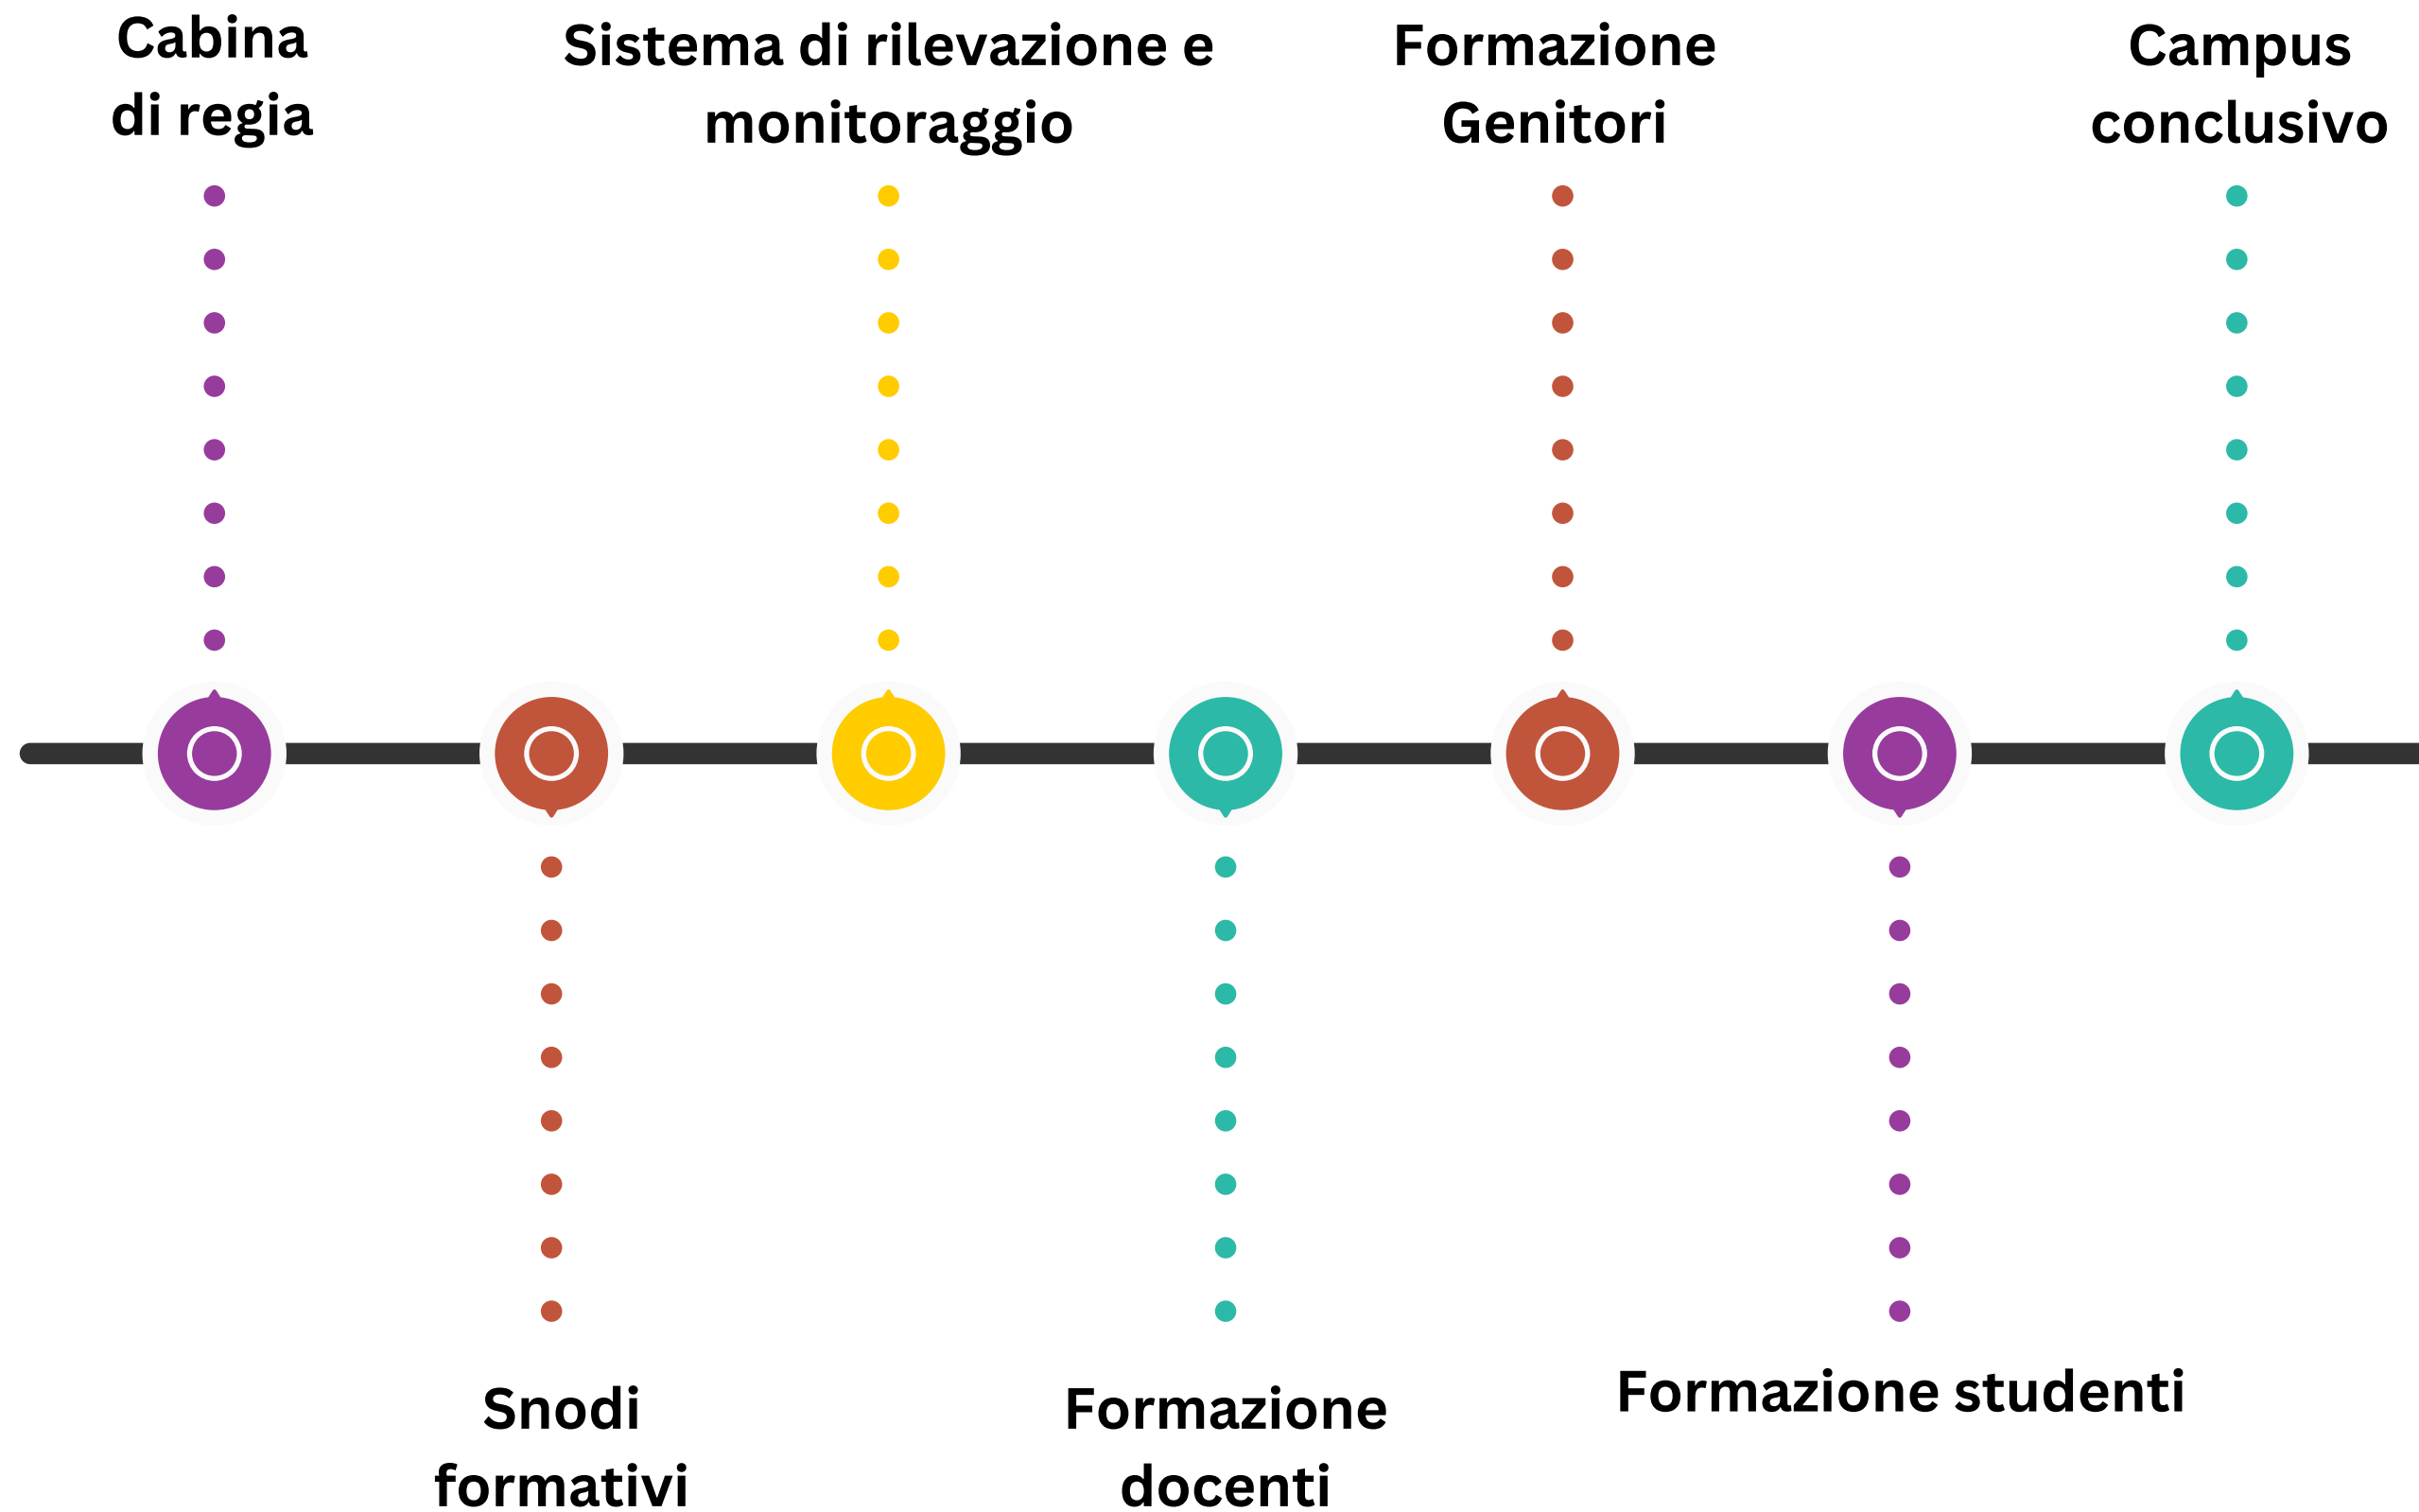 Cabina
di regia
Sistema di rilevazione e
monitoraggio
Formazione
Genitori
Campus
conclusivo
Snodi
formativi
Formazione
docenti
Formazione studenti